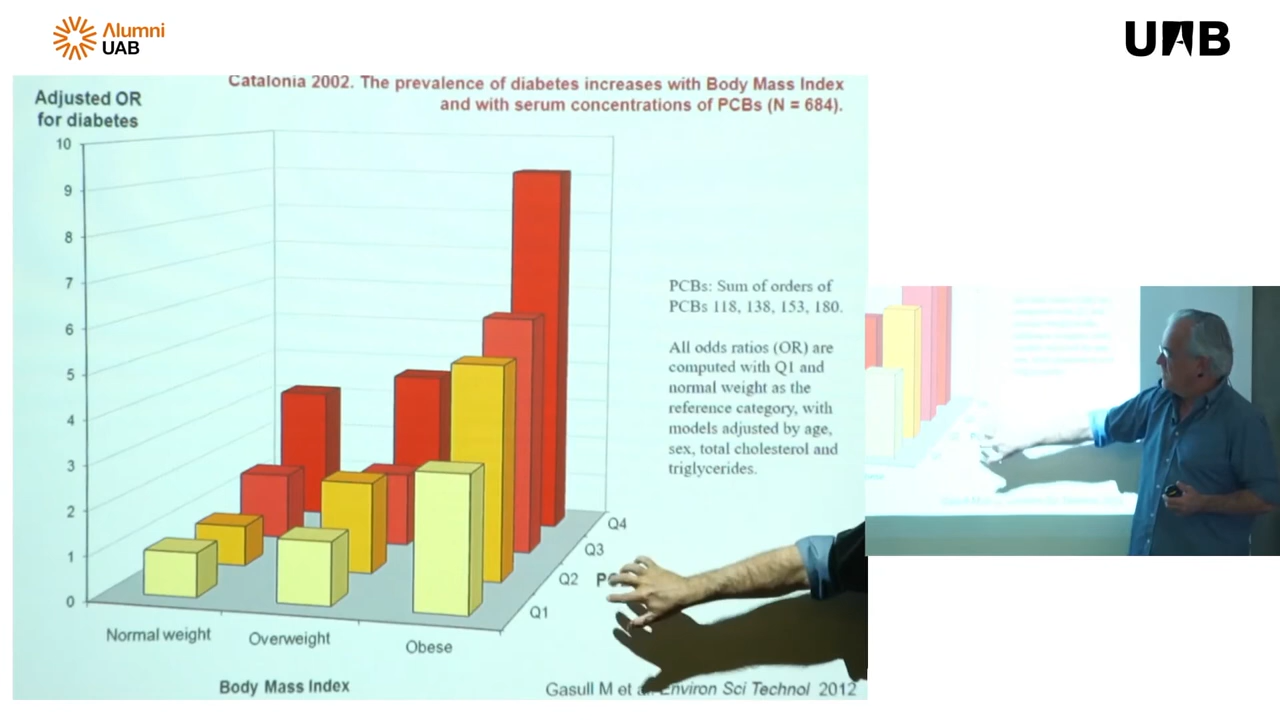 Alumni
UAB
UAB
Catalonia 2002. The prevalence of diabetes increases with Body Mass Index
and with serum concentrations of PCBs (N = 684).
Adjusted OR
for diabetes
10
9
8
7
6
5
4
3
2
1
0
PCBs: Sum of orders of
PCBs 118, 138, 153, 180.
All odds ratios (OR) are
computed with Q1 and
normal weight as the
reference category, with
models adjusted by age,
sex, total cholesterol and
triglycerides.
Q4
Q3
Q2
Q1
Normal weight
Overweight
Obese
Body Mass Index
Gasull M et Environ Sci Technol 2012